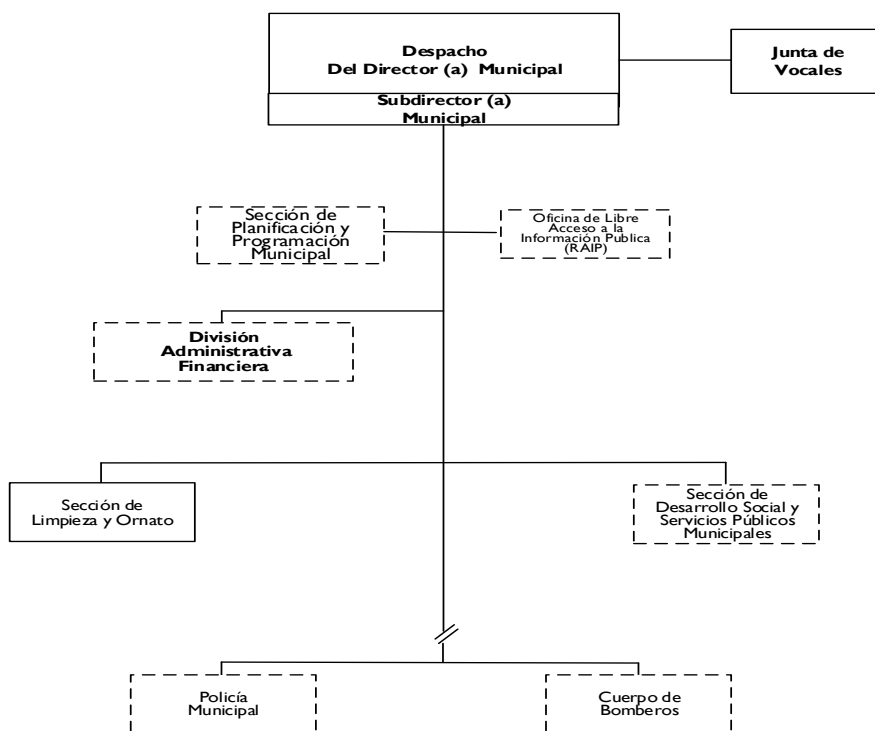 Despacho
Del Director (a) Municipal
Junta de
Vocales
Subdirector (a)
Municipal
Sección de
Planificación y
Programación
Municipal
Oficina de Libre
Acceso a la
Información Publica
(RAIP)
División
Administrativa
Financiera
Sección de
Limpieza y Ornato
Sección de
Desarrollo Social y
Servicios Públicos
Municipales
Policía
Municipal
Cuerpo de
Bomberos